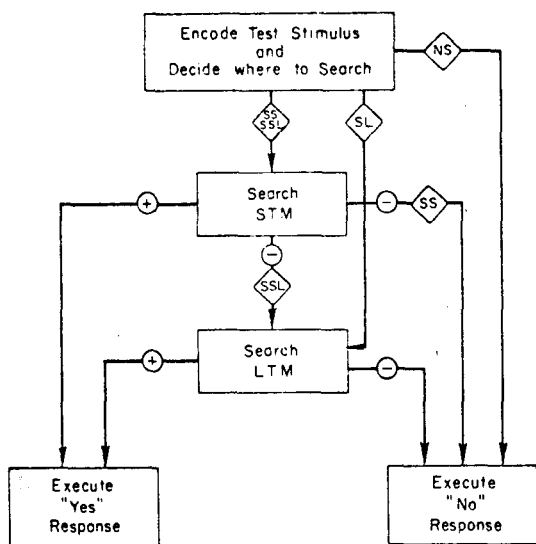 Encode Test Stimulus
and
Decide where to Search
NS
SS
SSL
SL
Search
STM
+
−
SS
−
SSL
Search
LTM
+
−
Execute
"Yes"
Response
Execute
"No"
Response